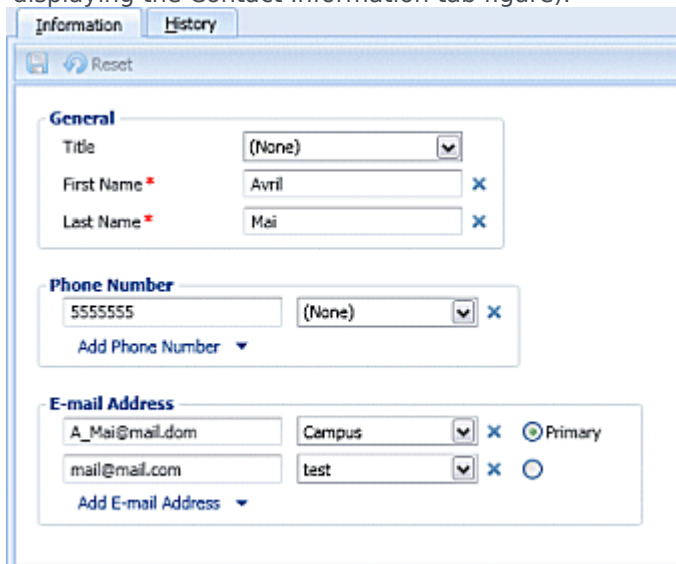 displaying the Contact Information tab figure).
Information History
Reset
General
Title (None)
First Name * Avril
Last Name * Mai
Phone Number
5555555 (None)
Add Phone Number
E-mail Address
A_Mai@mail.dom Campus Primary
mail@mail.com test
Add E-mail Address